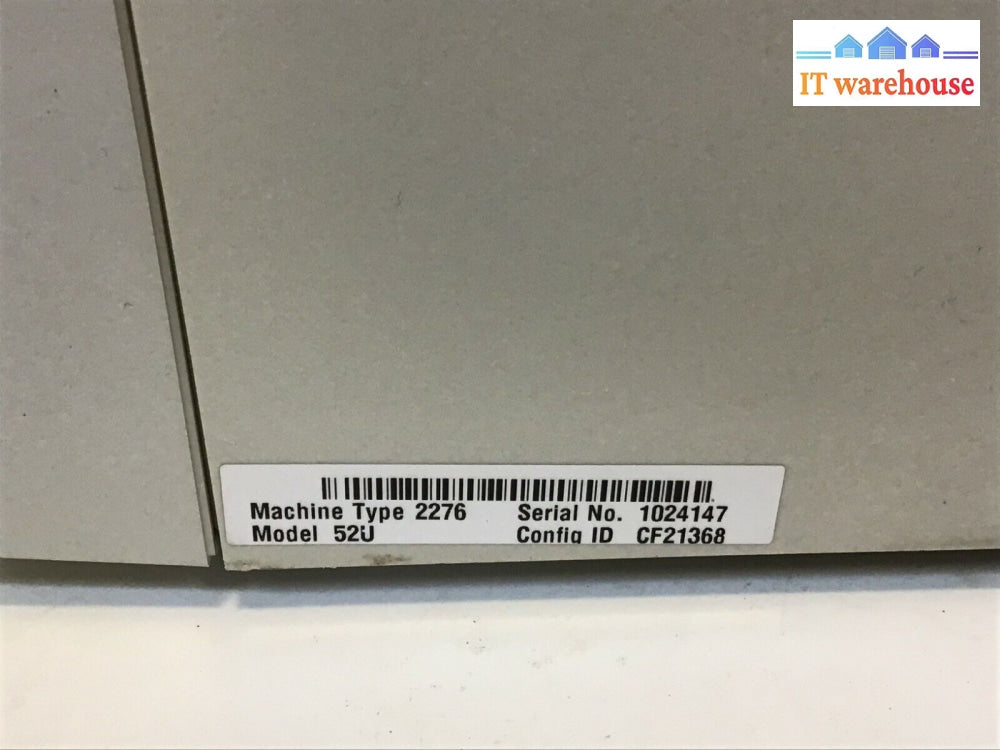 IT warehouse
Machine Type 2276 Serial No. 1024147
Model 52U Config ID CF21368